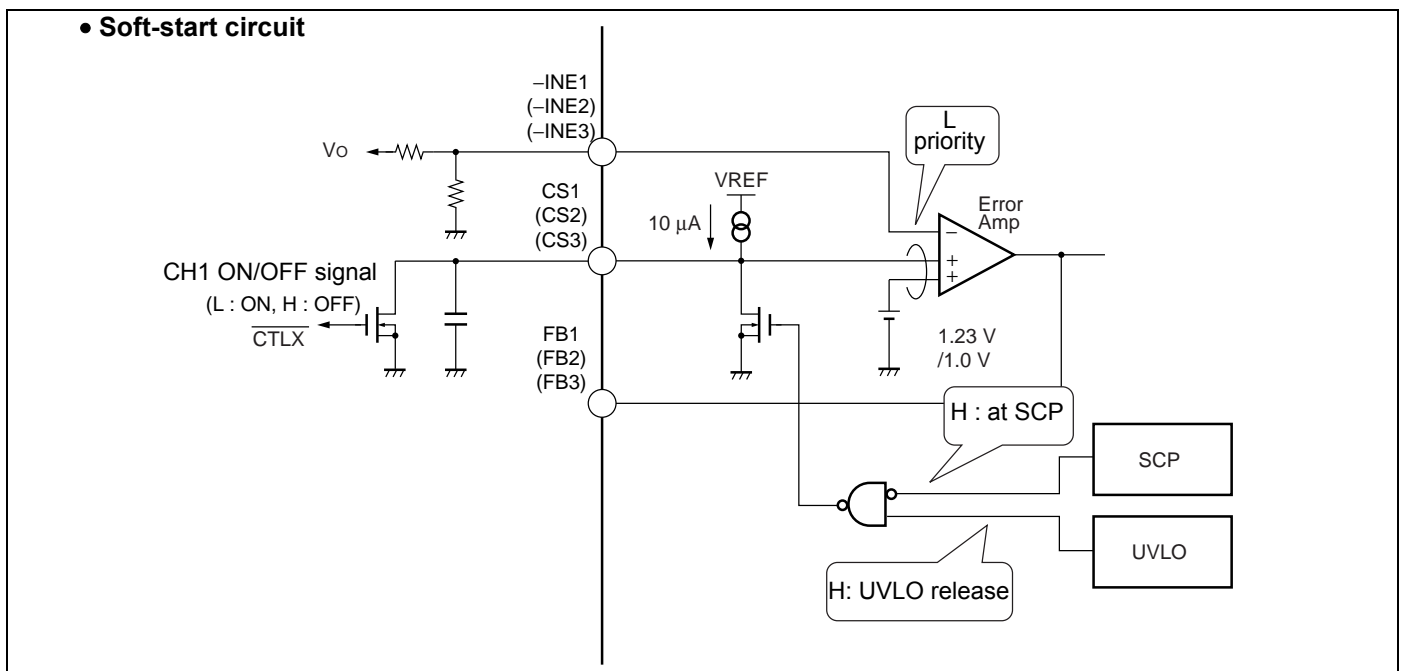 • Soft-start circuit
−INE1
(−INE2)
(−INE3)
L
priority
VO
VREF
CS1
(CS2)
(CS3)
10 μA
Error
Amp
−
+
+
CH1 ON/OFF signal
(L : ON, H : OFF)
CTLX
FB1
(FB2)
(FB3)
1.23 V
/1.0 V
H : at SCP
SCP
UVLO
H: UVLO release